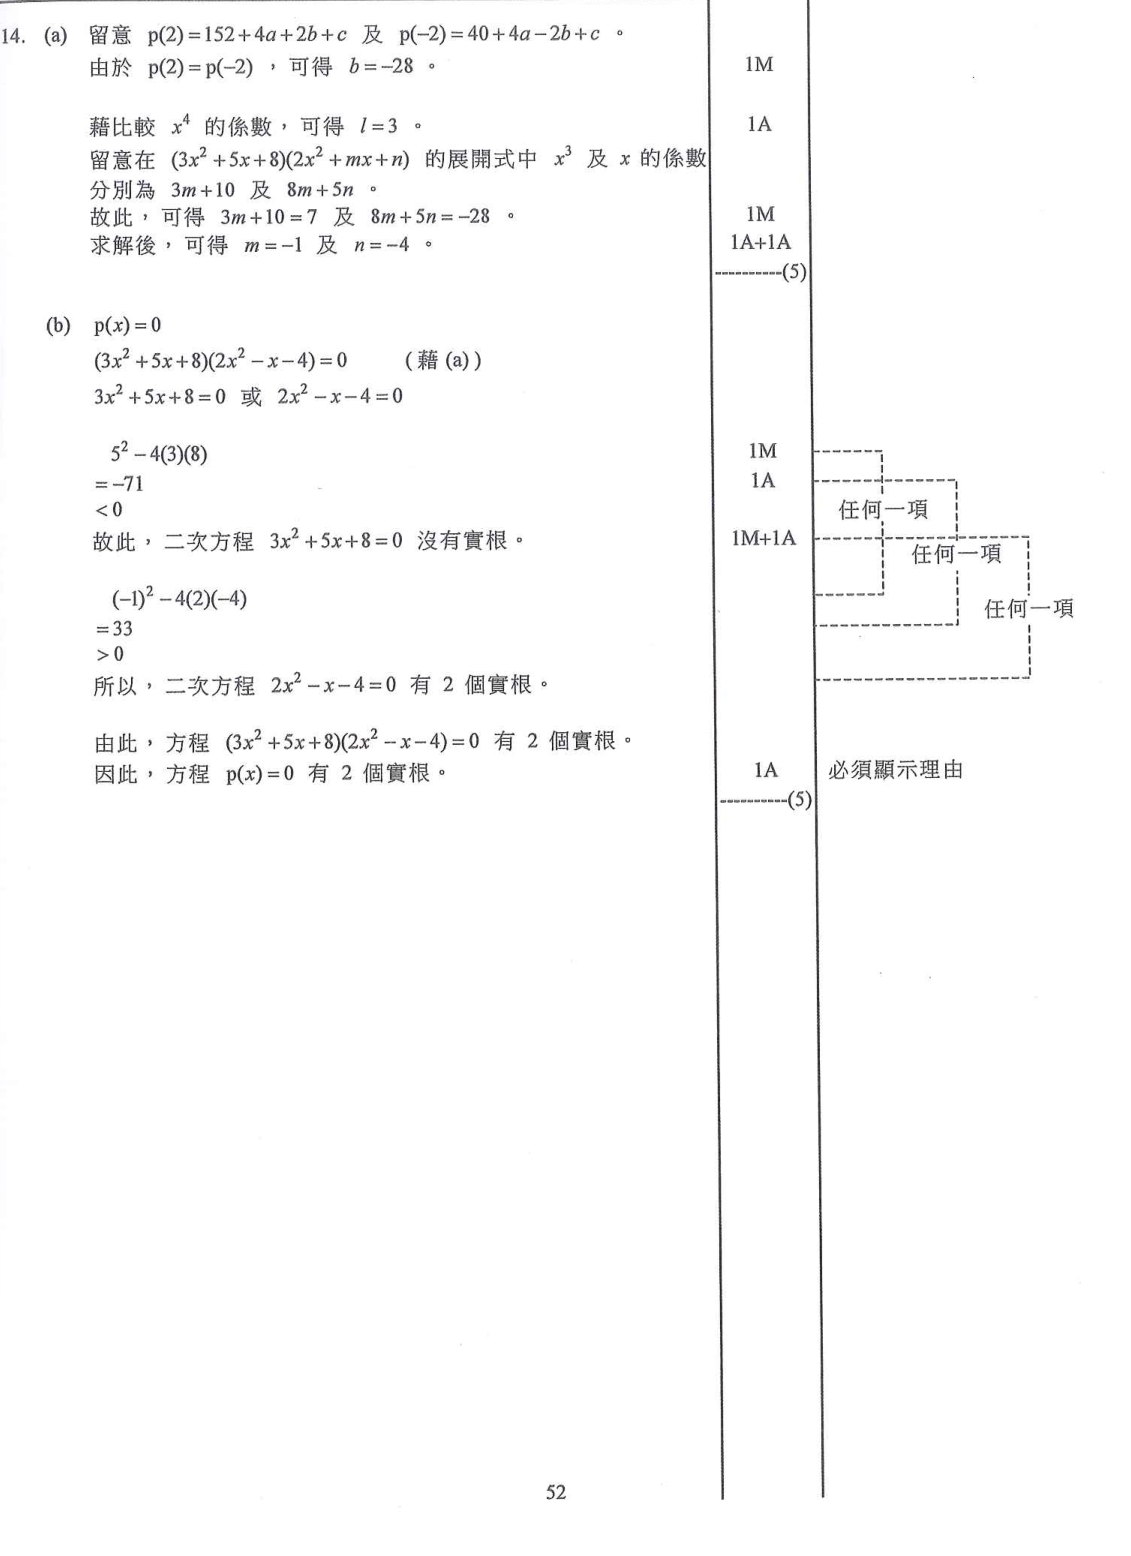 14. (a) 留意 p(2)=152+4a+2b+c 及 p(−2)=40+4a−2b+c 。
由於 p(2)=p(−2) ，可得 b=−28 。 1M
藉比較 x⁴ 的係數，可得 l=3 。 1A
留意在 (3x²+5x+8)(2x²+mx+n) 的展開式中 x³ 及 x 的係數
分別為 3m+10 及 8m+5n 。
故此，可得 3m+10=7 及 8m+5n=−28 。 1M
求解後，可得 m=−1 及 n=−4 。 1A+1A
----------(5)
(b) p(x)=0
(3x²+5x+8)(2x²−x−4)=0 （藉 (a)）
3x²+5x+8=0 或 2x²−x−4=0
5²−4(3)(8) 1M
=−71 1A
<0 任何一項
故此，二次方程 3x²+5x+8=0 沒有實根。 1M+1A
任何一項
(−1)²−4(2)(−4) 任何一項
=33
>0
所以，二次方程 2x²−x−4=0 有 2 個實根。
由此，方程 (3x²+5x+8)(2x²−x−4)=0 有 2 個實根。
因此，方程 p(x)=0 有 2 個實根。 1A 必須顯示理由
----------(5)
52